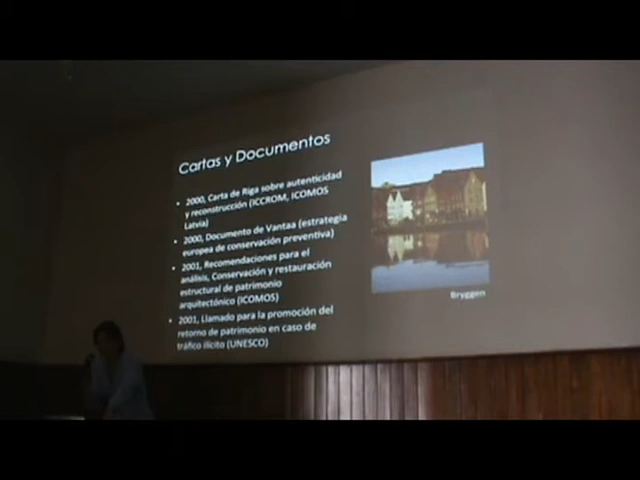 Cartas y Documentos
• 2000, Carta de Riga sobre autenticidad
y reconstrucción (ICCROM, ICOMOS
Latvia)
• 2000, Documento de Vantaa (estrategia
europea de conservación preventiva)
• 2001, Recomendaciones para el
análisis, Conservación y restauración
estructural de patrimonio
arquitectónico (ICOMOS)
• 2001, Llamado para la promoción del
retorno de patrimonio en caso de
tráfico ilícito (UNESCO)
Bryggen